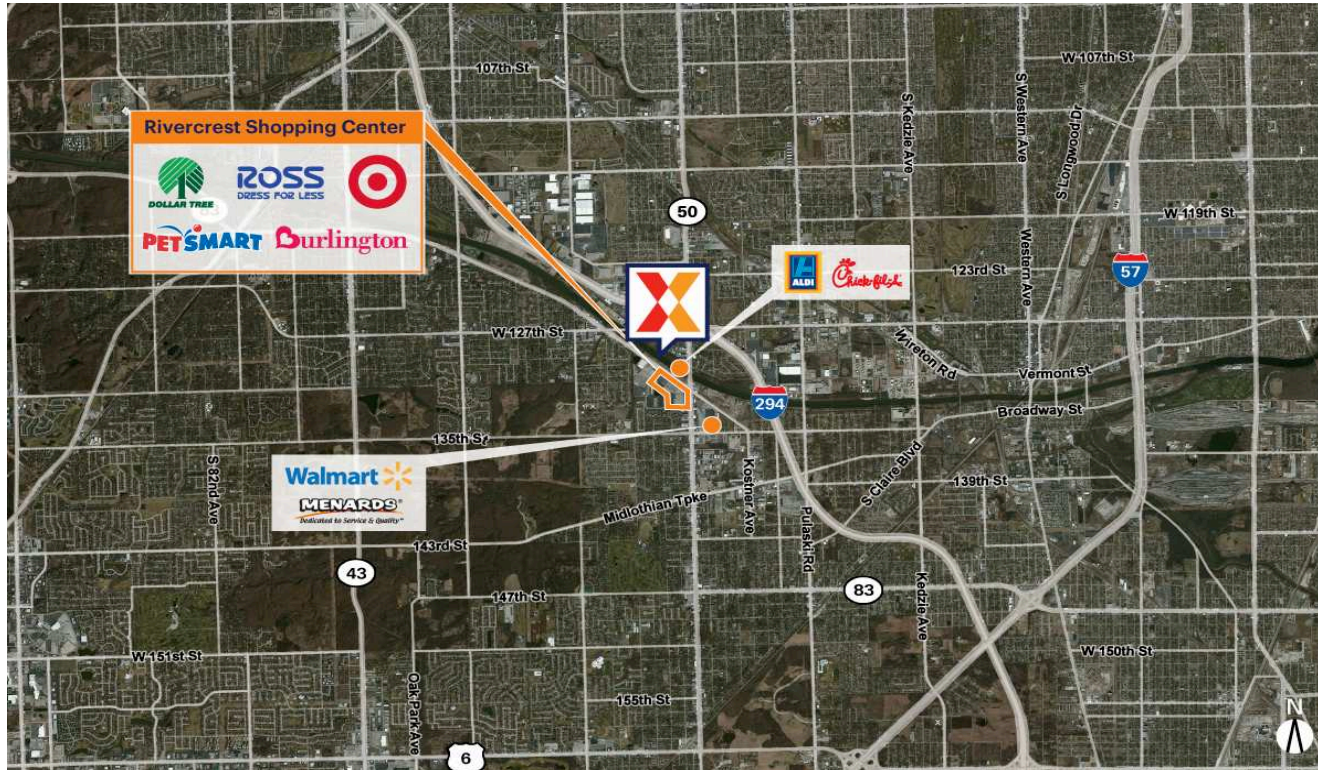 107th St
W 107th St
Rivercrest Shopping Center
DOLLAR TREE
ROSS
DRESS FOR LESS
PETSMART
Burlington
63
S Kedzie Ave
S Western Ave
S Longwood Dr
50
W 119th St
ALDI
Chick-fil-A
123rd St
Western Ave
57
W 127th St
W Ireton Rd
Vermont St
294
Broadway St
135th St
Walmart
MENARDS®
Dedicated to Service & Quality™
S 82nd Ave
Midlothian Tpke
Kostner Ave
S Claire Blvd
139th St
Pulaski Rd
143rd St
43
147th St
83
Kedzie Ave
W 151st St
W 150th St
Oak Park Ave
155th St
6
N